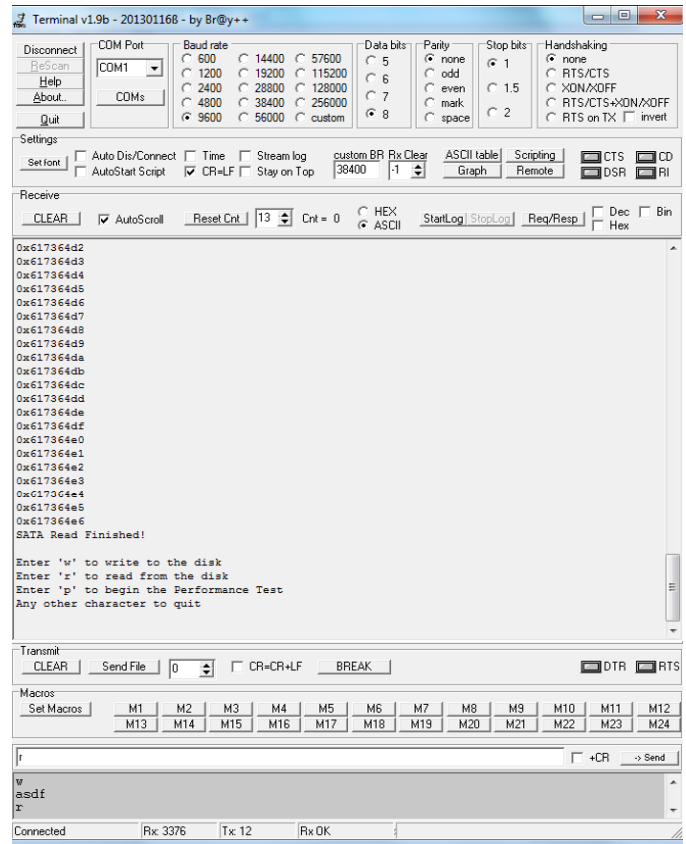 Terminal v1.9b - 20130116ß - by Br@y++
Disconnect
ReScan
Help
About..
Quit
COM Port
COM1
COMs
Baud rate
600 14400 57600
1200 19200 115200
2400 28800 128000
4800 38400 256000
9600 56000 custom
Data bits
5
6
7
8
Parity
none
odd
even
mark
space
Stop bits
1
1.5
2
Handshaking
none
RTS/CTS
XON/XOFF
RTS/CTS+XON/XOFF
RTS on TX invert
Settings
Set font
Auto Dis/Connect Time Stream log
AutoStart Script CR=LF Stay on Top
custom BR Rx Clear
38400 -1
ASCII table Scripting
Graph Remote
CTS CD
DSR RI
Receive
CLEAR AutoScroll Reset Cnt 13 Cnt = 0
HEX
ASCII
StartLog StopLog Req/Resp
Dec Bin
Hex
0x617364d2
0x617364d3
0x617364d4
0x617364d5
0x617364d6
0x617364d7
0x617364d8
0x617364d9
0x617364da
0x617364db
0x617364dc
0x617364dd
0x617364de
0x617364df
0x617364e0
0x617364e1
0x617364e2
0x617364e3
0x617364e4
0x617364e5
0x617364e6
SATA Read Finished!
Enter 'w' to write to the disk
Enter 'r' to read from the disk
Enter 'p' to begin the Performance Test
Any other character to quit
Transmit
CLEAR Send File 0 CR=CR+LF BREAK DTR RTS
Macros
Set Macros M1 M2 M3 M4 M5 M6 M7 M8 M9 M10 M11 M12
M13 M14 M15 M16 M17 M18 M19 M20 M21 M22 M23 M24
r +CR -> Send
w
asdf
r
Connected Rx: 3376 Tx: 12 Rx OK